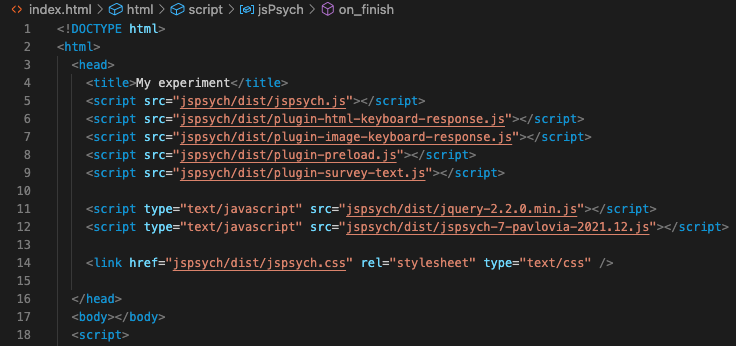 index.html > html > script > jsPsych > on_finish
1 <!DOCTYPE html>
2 <html>
3 <head>
4 <title>My experiment</title>
5 <script src="jspsych/dist/jspsych.js"></script>
6 <script src="jspsych/dist/plugin-html-keyboard-response.js"></script>
7 <script src="jspsych/dist/plugin-image-keyboard-response.js"></script>
8 <script src="jspsych/dist/plugin-preload.js"></script>
9 <script src="jspsych/dist/plugin-survey-text.js"></script>
10
11 <script type="text/javascript" src="jspsych/dist/jquery-2.2.0.min.js"></script>
12 <script type="text/javascript" src="jspsych/dist/jspsych-7-pavlovia-2021.12.js"></script>
13
14 <link href="jspsych/dist/jspsych.css" rel="stylesheet" type="text/css" />
15
16 </head>
17 <body></body>
18 <script>